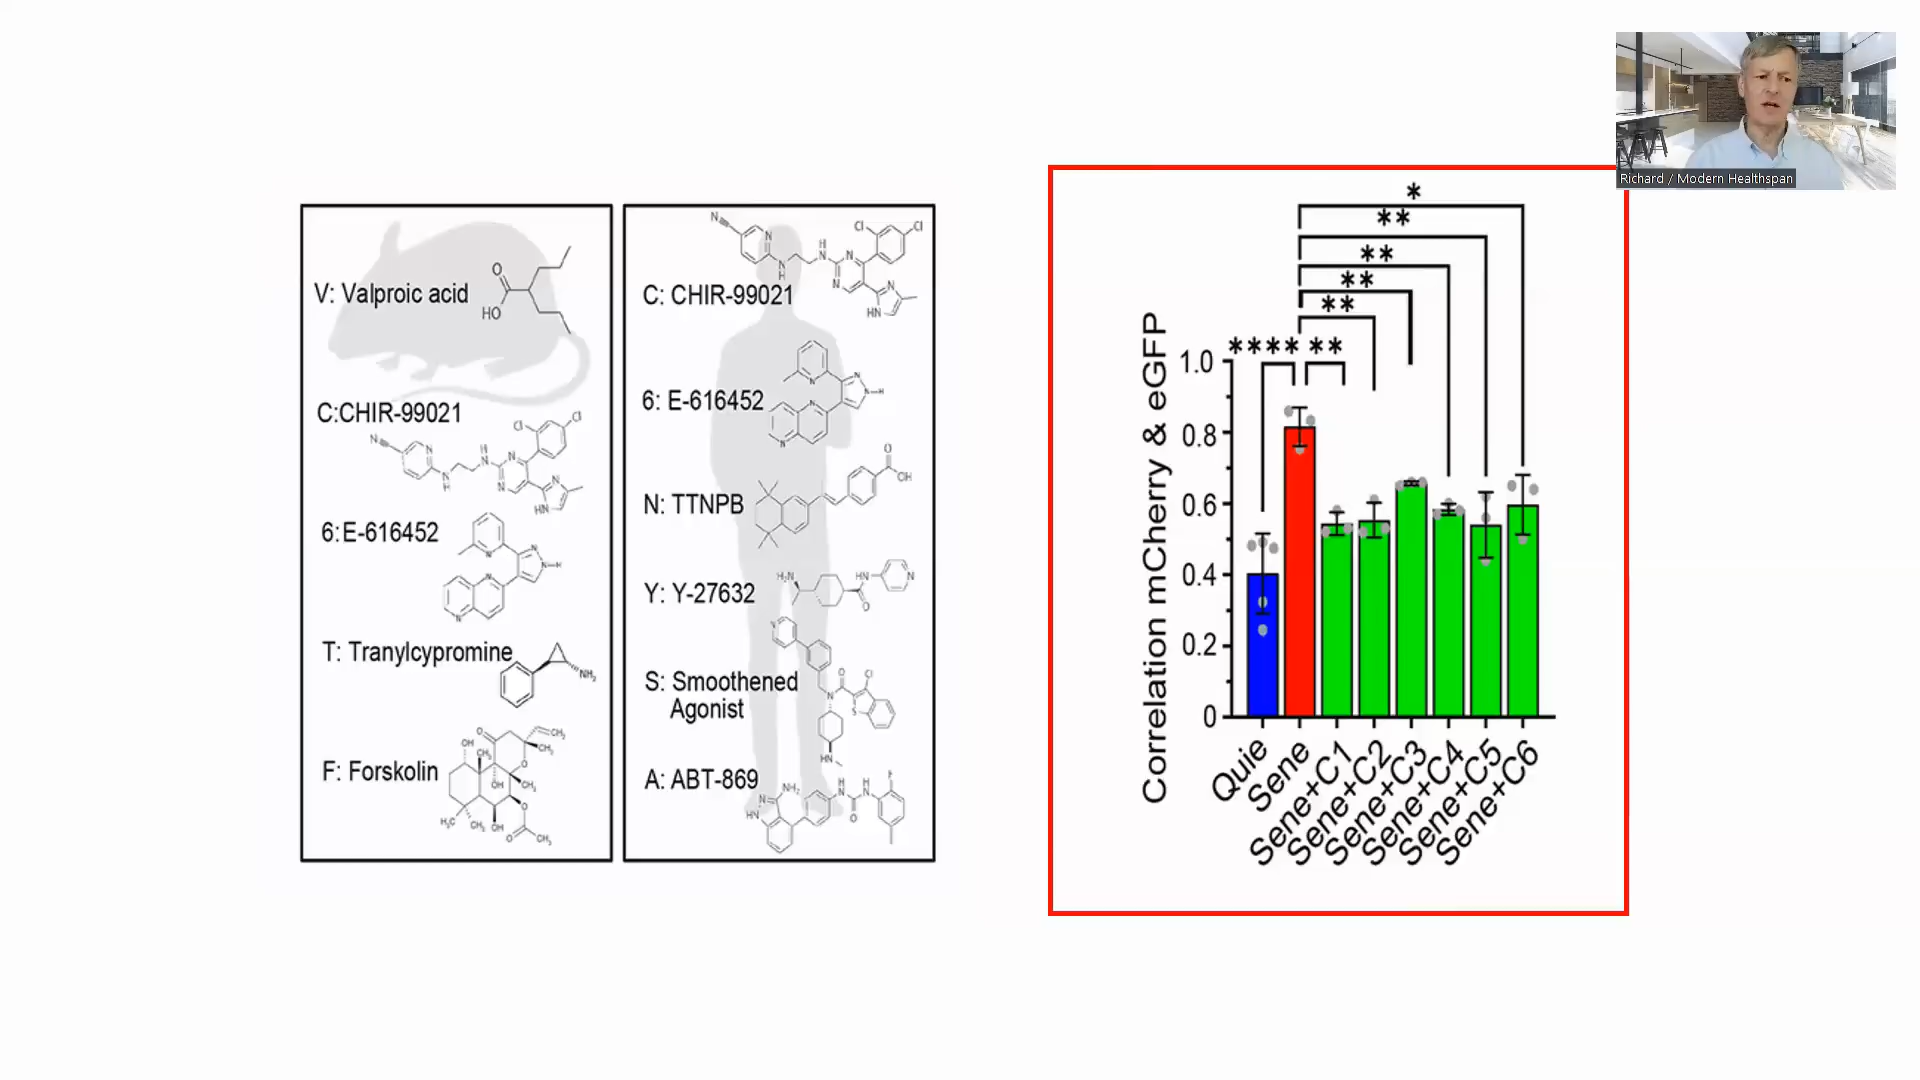 V: Valproic acid
C:CHIR-99021
6:E-616452
T: Tranylcypromine
F: Forskolin
C: CHIR-99021
6: E-616452
N: TTNPB
Y: Y-27632
S: Smoothened
Agonist
A: ABT-869
Correlation mCherry & eGFP
*
**
**
**
**
**** **
1.0
0.8
0.6
0.4
0.2
0
Quie
Sene
Sene+C1
Sene+C2
Sene+C3
Sene+C4
Sene+C5
Sene+C6
Richard / Modern Healthspan